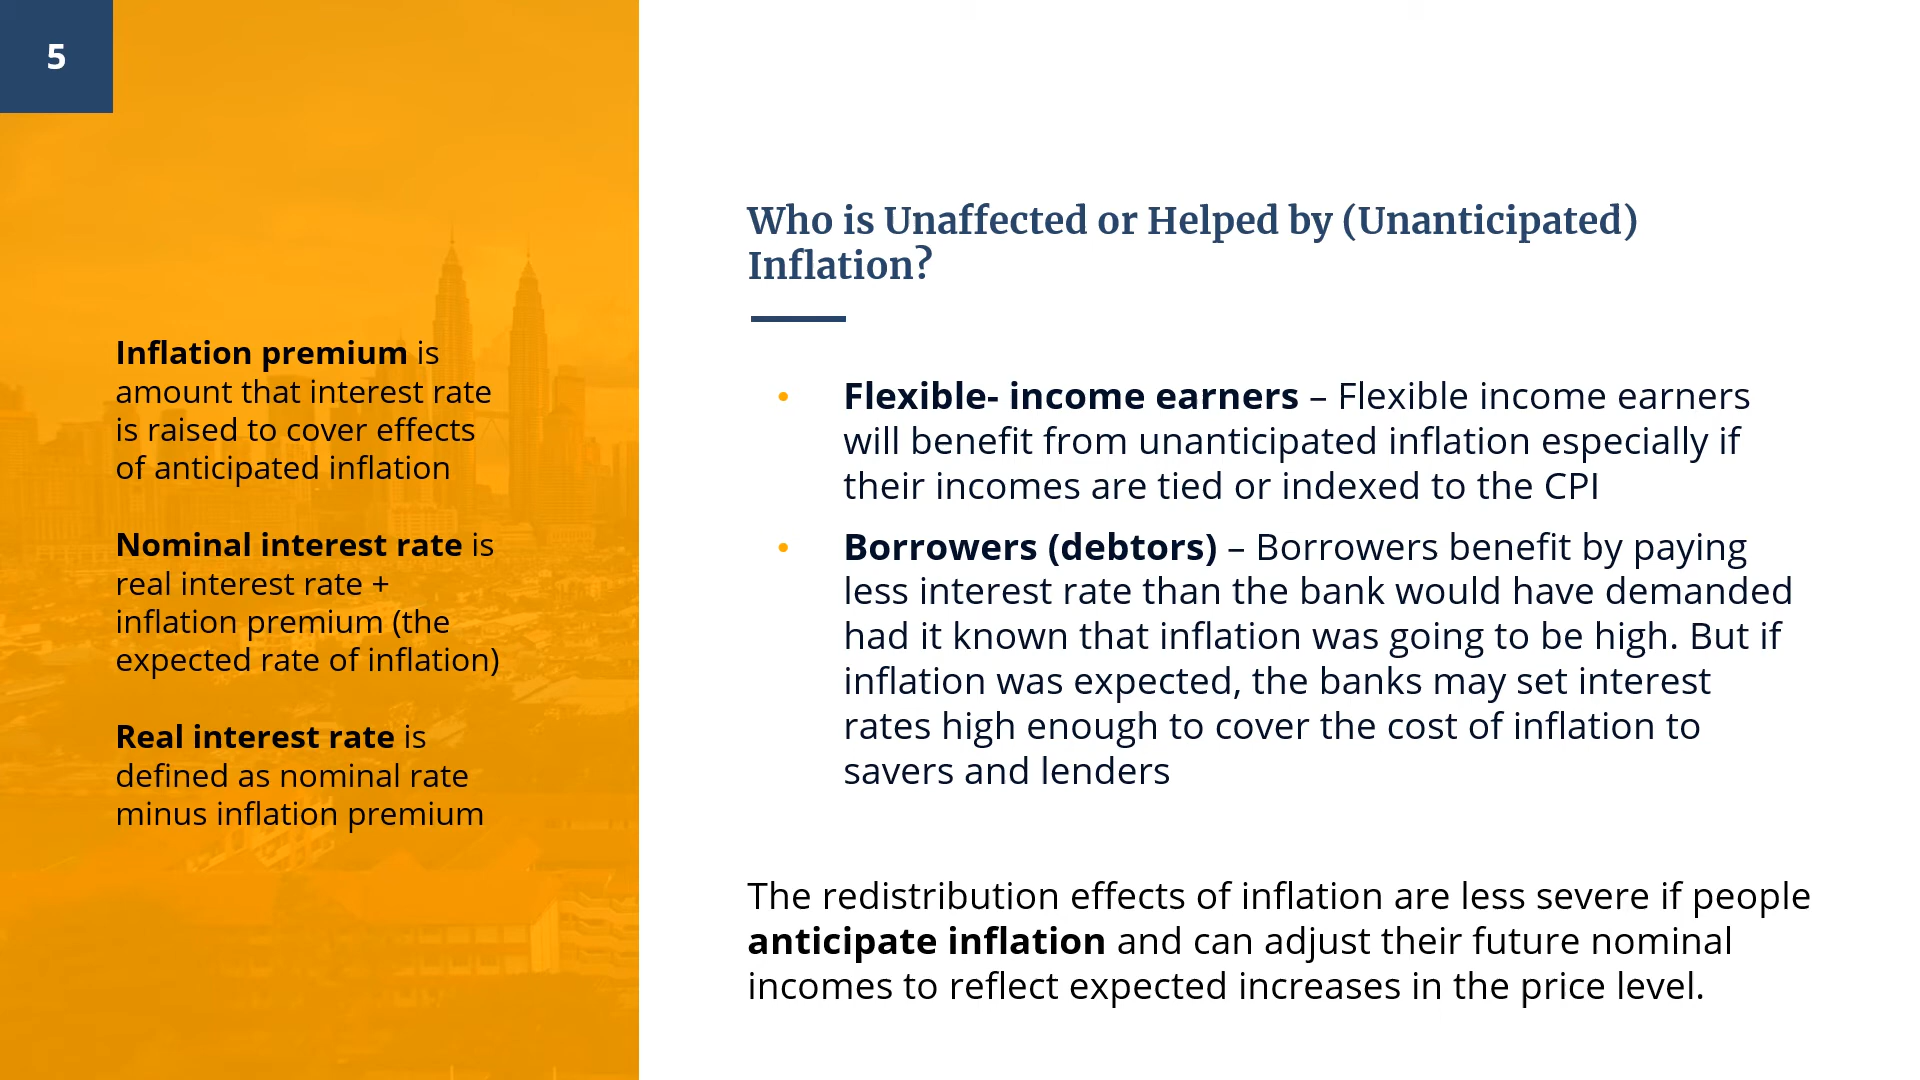 5
Inflation premium is
amount that interest rate
is raised to cover effects
of anticipated inflation
Nominal interest rate is
real interest rate +
inflation premium (the
expected rate of inflation)
Real interest rate is
defined as nominal rate
minus inflation premium
Who is Unaffected or Helped by (Unanticipated)
Inflation?
• Flexible- income earners – Flexible income earners
will benefit from unanticipated inflation especially if
their incomes are tied or indexed to the CPI
• Borrowers (debtors) – Borrowers benefit by paying
less interest rate than the bank would have demanded
had it known that inflation was going to be high. But if
inflation was expected, the banks may set interest
rates high enough to cover the cost of inflation to
savers and lenders
The redistribution effects of inflation are less severe if people
anticipate inflation and can adjust their future nominal
incomes to reflect expected increases in the price level.